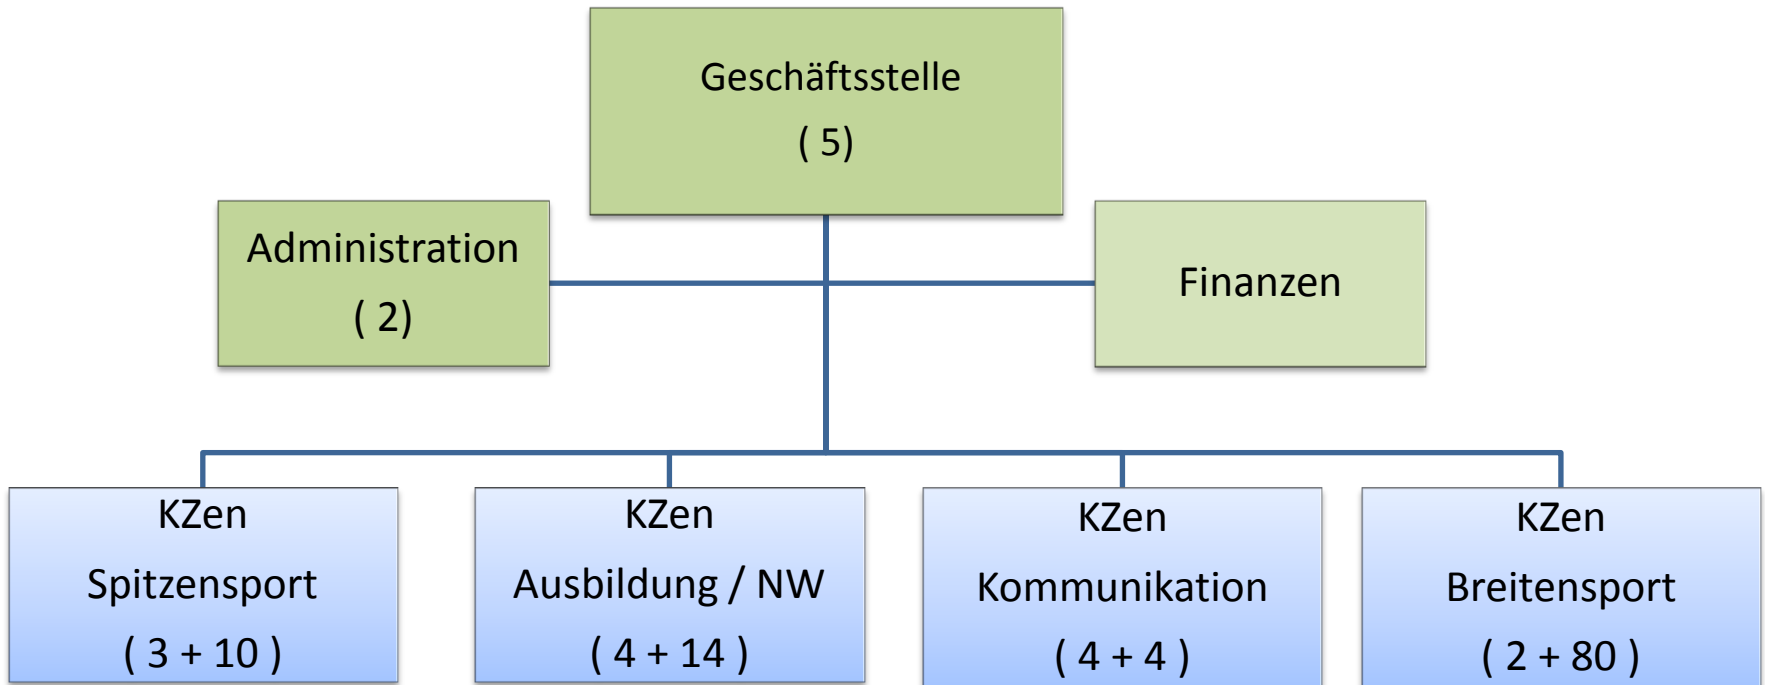 Geschäftsstelle
( 5)
Administration
( 2)
Finanzen
KZen
Spitzensport
( 3 + 10 )
KZen
Ausbildung / NW
( 4 + 14 )
KZen
Kommunikation
( 4 + 4 )
KZen
Breitensport
( 2 + 80 )